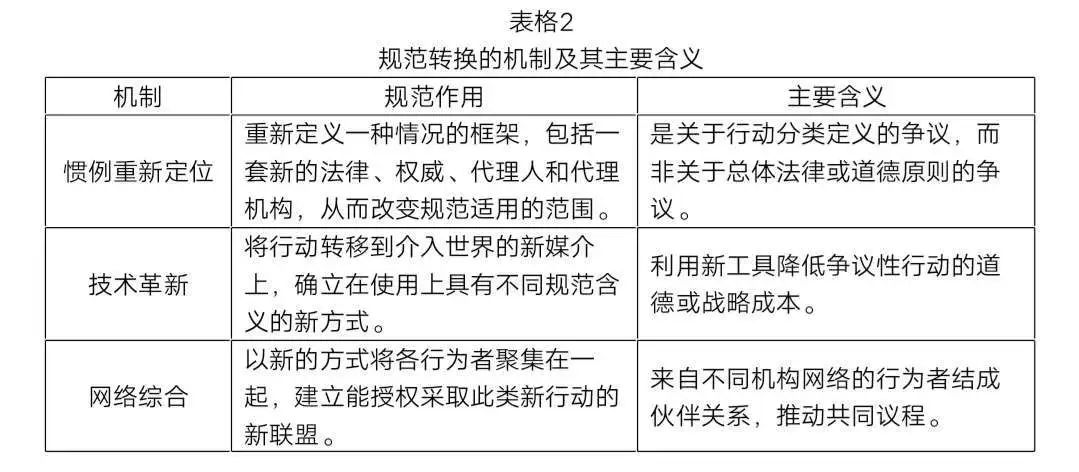 表格2
规范转换的机制及其主要含义
机制
规范作用
主要含义
惯例重新定位
重新定义一种情况的框架，包括一
套新的法律、权威、代理人和代理
机构，从而改变规范适用的范围。
是关于行动分类定义的争议，而
非关于总体法律或道德原则的争
议。
技术革新
将行动转移到介入世界的新媒介
上，确立在使用上具有不同规范含
义的新方式。
利用新工具降低争议性行动的道
德或战略成本。
网络综合
以新的方式将各行为者聚集在一
起，建立能授权采取此类新行动的
新联盟。
来自不同机构网络的行为者结成
伙伴关系，推动共同议程。